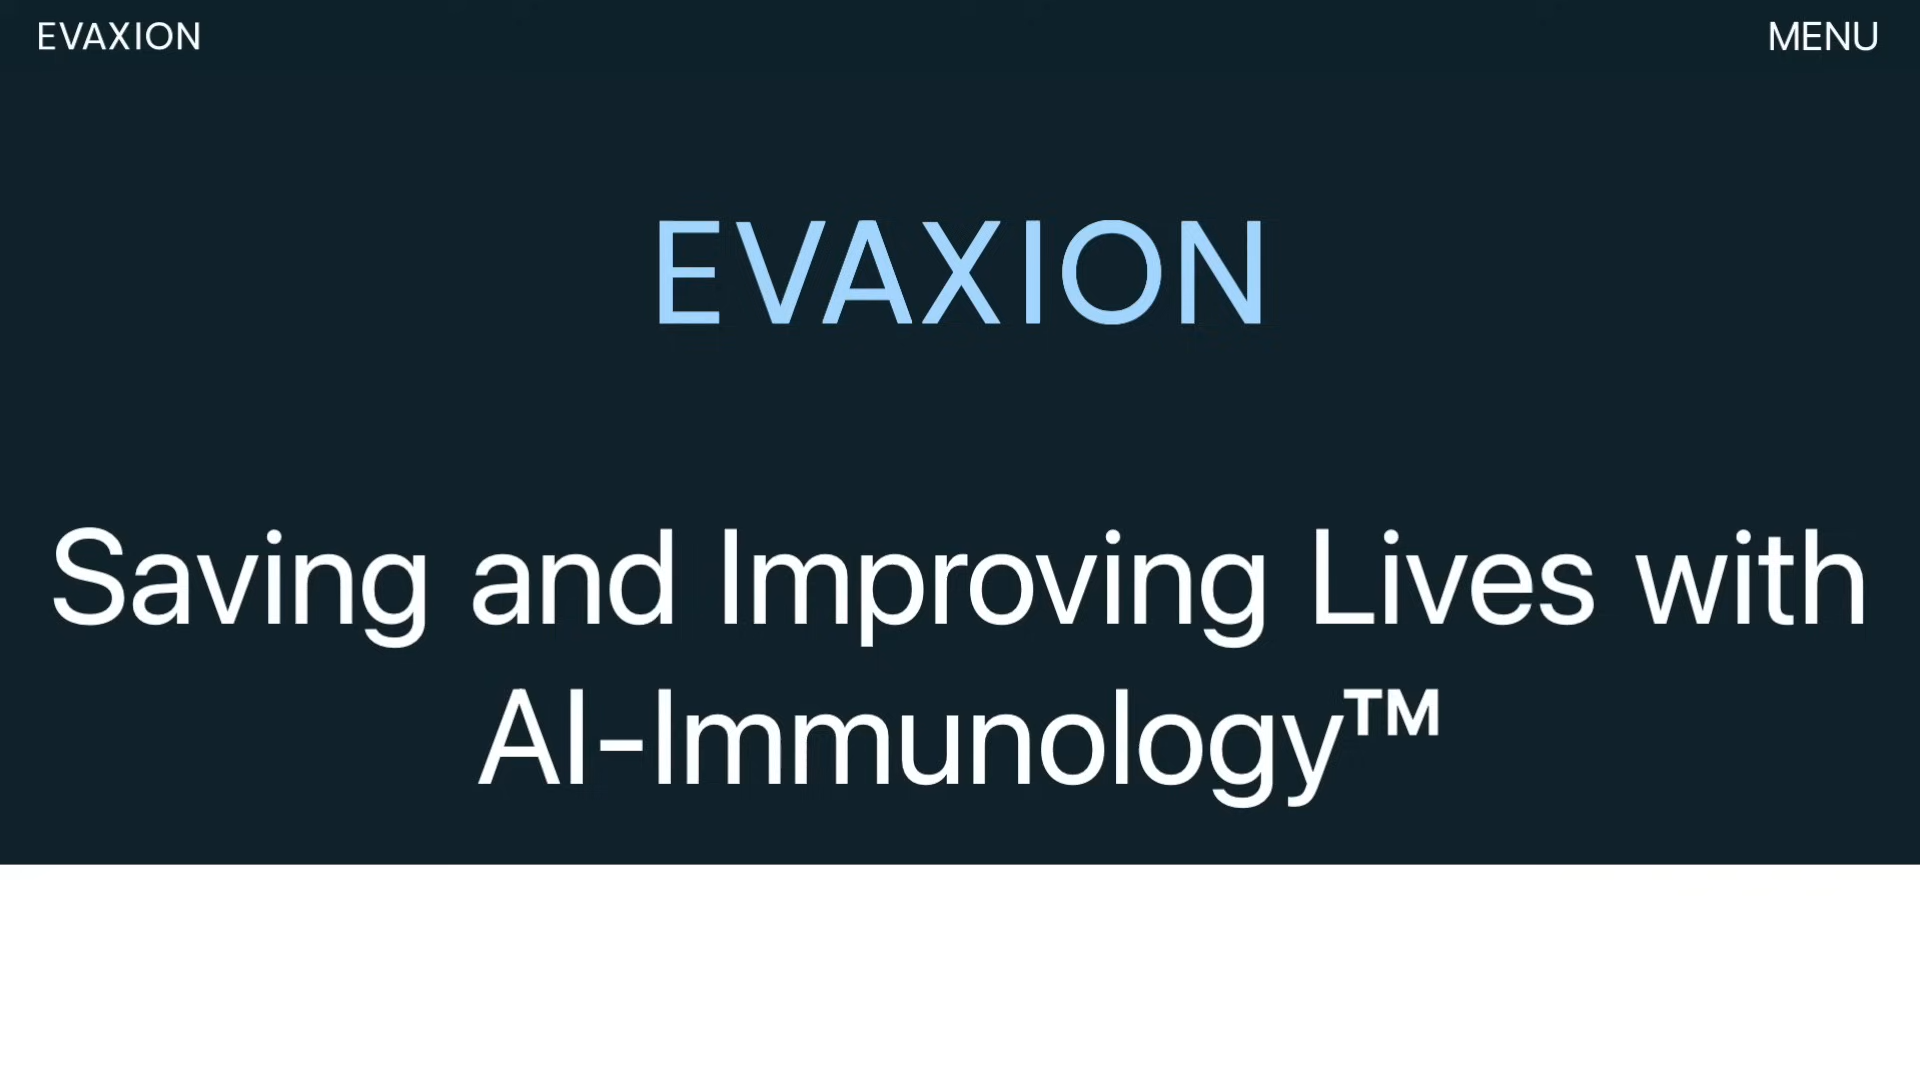 EVAXION
MENU
EVAXION
Saving and Improving Lives with
AI-Immunology™